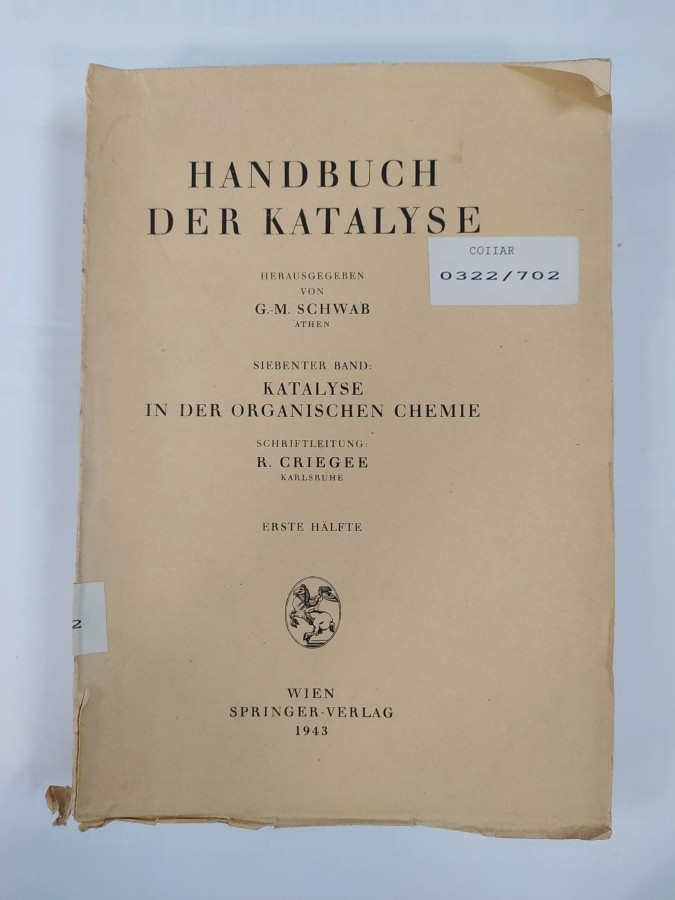 HANDBUCH
DER KATALYSE
COIIAR
0322/702
HERAUSGEGEBEN
VON
G.-M. SCHWAB
ATHEN
SIEBENTER BAND:
KATALYSE
IN DER ORGANISCHEN CHEMIE
SCHRIFTLEITUNG:
R. CRIEGEE
KARLSRUHE
ERSTE HÄLFTE
2
WIEN
SPRINGER-VERLAG
1943